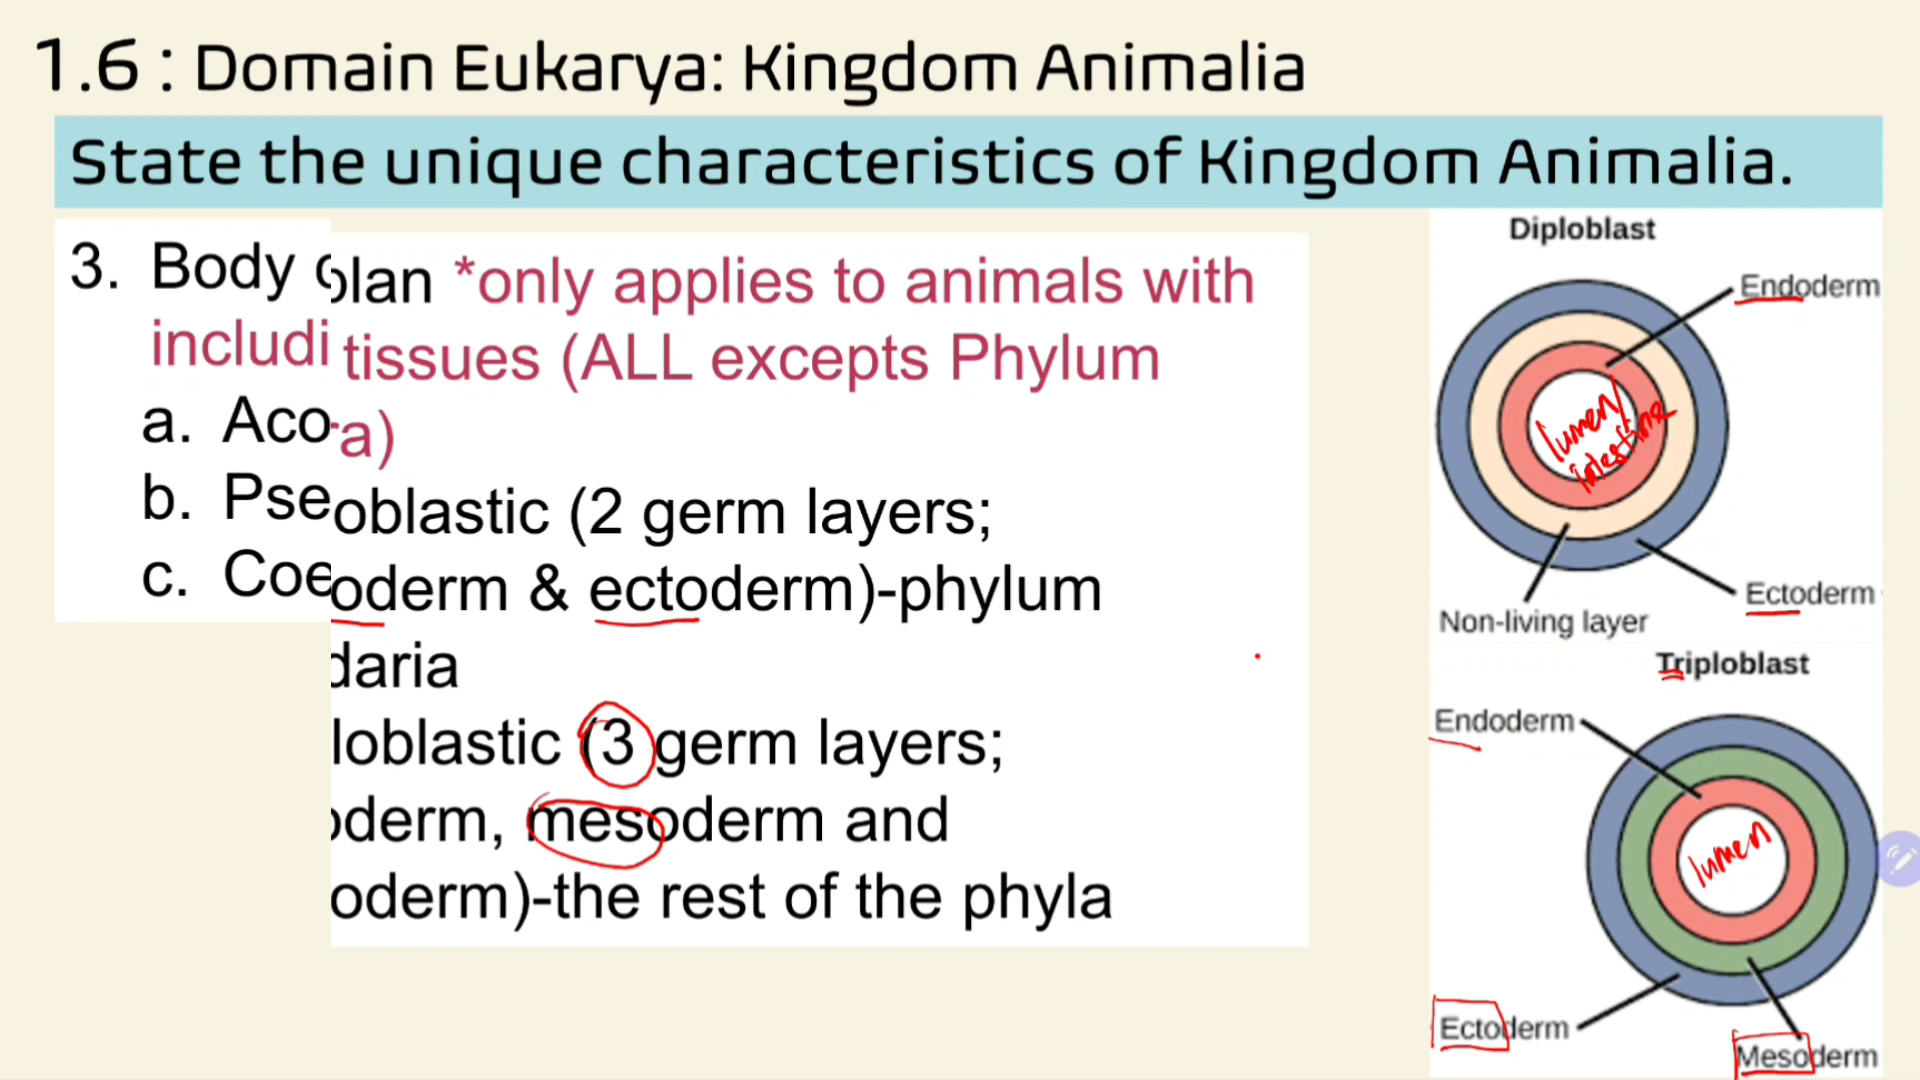 1.6 : Domain Eukarya: Kingdom Animalia
State the unique characteristics of Kingdom Animalia.
3. Body
includi
a. Aco
b. Pse
c. Coe
plan *only applies to animals with
tissues (ALL excepts Phylum
a)
oblastic (2 germ layers;
oderm & ectoderm)-phylum
daria
loblastic (3 germ layers;
oderm, mesoderm and
oderm)-the rest of the phyla
Diploblast
Endoderm
lumen/
intestine
Ectoderm
Non-living layer
Triploblast
Endoderm
lumen
Ectoderm
Mesoderm